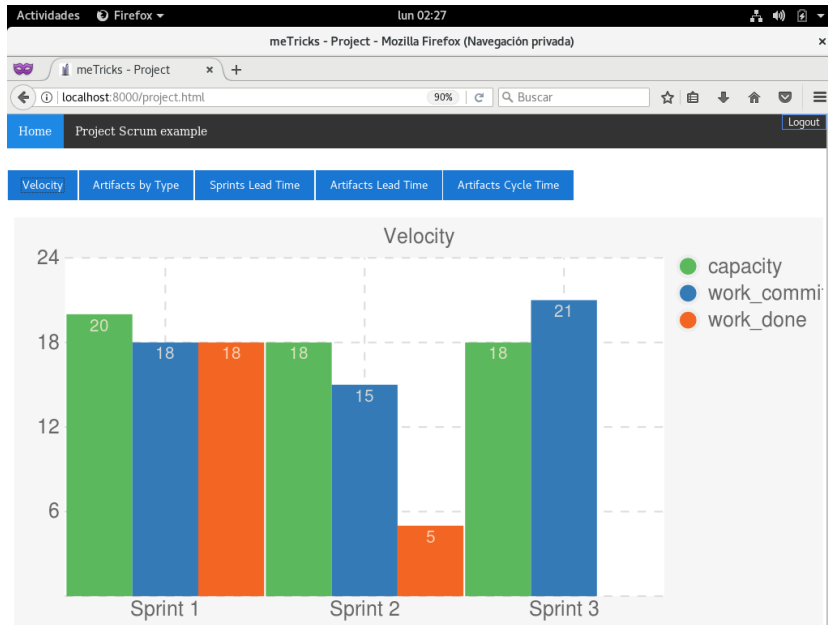 Actividades Firefox lun 02:27
meTricks - Project - Mozilla Firefox (Navegación privada) ×
meTricks - Project × +
localhost:8000/project.html 90% Buscar
Home Project Scrum example Logout
Velocity Artifacts by Type Sprints Lead Time Artifacts Lead Time Artifacts Cycle Time
Velocity
24
18
12
6
20
18
18
18
15
5
18
21
Sprint 1 Sprint 2 Sprint 3
capacity
work_commi
work_done